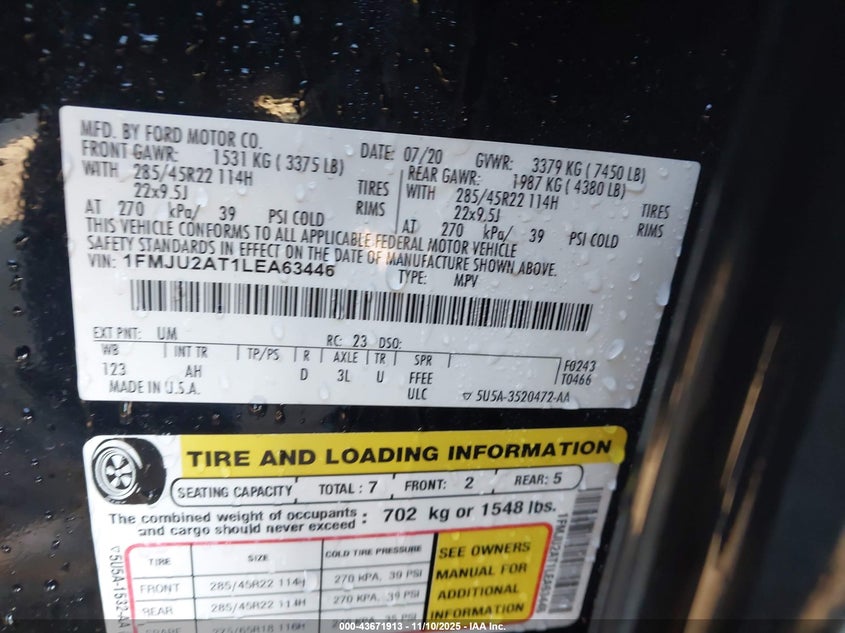 MFD. BY FORD MOTOR CO.
DATE: 07/20 GVWR: 3379 KG ( 7450 LB)
FRONT GAWR: 1531 KG ( 3375 LB)
WITH 285/45R22 114H TIRES
22x9.5J RIMS
AT 270 kPa/ 39 PSI COLD
REAR GAWR: 1987 KG ( 4380 LB)
WITH 285/45R22 114H TIRES
22x9.5J RIMS
AT 270 kPa/ 39 PSI COLD
THIS VEHICLE CONFORMS TO ALL APPLICABLE FEDERAL MOTOR VEHICLE
SAFETY STANDARDS IN EFFECT ON THE DATE OF MANUFACTURE SHOWN ABOVE.
VIN: 1FMJU2AT1LEA63446
TYPE: MPV
EXT PNT: UM RC: 23 DSO:
WB INT TR TP/PS R AXLE TR SPR
123 AH D 3L U FFEE
ULC
F0243
T0466
MADE IN U.S.A.
5U5A-3520472-AA
TIRE AND LOADING INFORMATION
SEATING CAPACITY TOTAL : 7 FRONT: 2 REAR: 5
The combined weight of occupants
and cargo should never exceed : 702 kg or 1548 lbs.
TIRE SIZE COLD TIRE PRESSURE
FRONT 285/45R22 114H 270 KPA, 39 PSI
REAR 285/45R22 114H 270 KPA, 39 PSI
SEE OWNERS
MANUAL FOR
ADDITIONAL
INFORMATION
5U5A-1532-AA
1FMJU2AT1LEA63446
000-43671913 - 11/10/2025 - IAA, Inc.